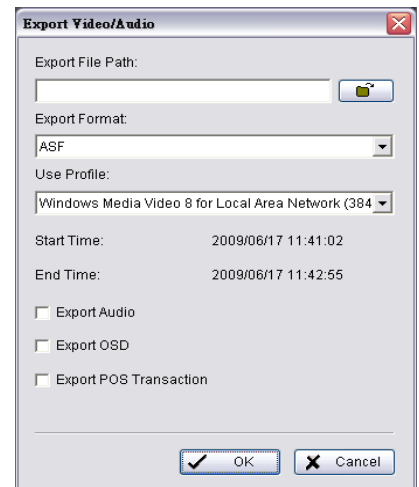 Export Video/Audio
Export File Path:
Export Format:
ASF
Use Profile:
Windows Media Video 8 for Local Area Network (384
Start Time: 2009/06/17 11:41:02
End Time: 2009/06/17 11:42:55
Export Audio
Export OSD
Export POS Transaction
OK Cancel